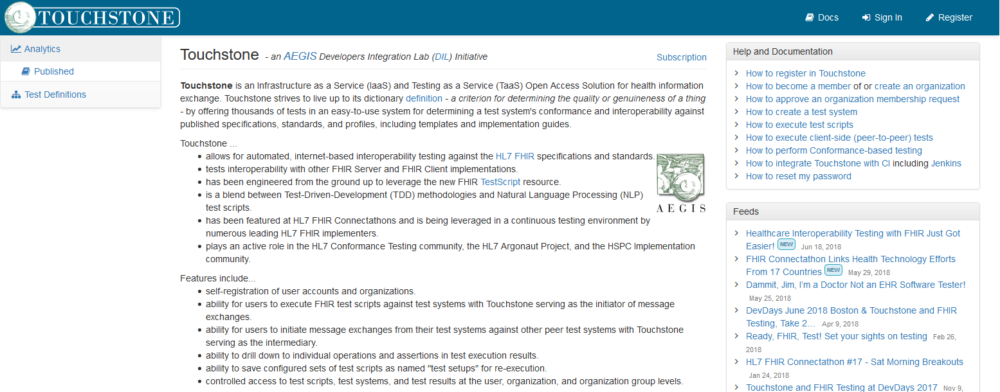 TOUCHSTONE
Docs
Sign In
Register
Analytics
Published
Test Definitions
Touchstone - an AEGIS Developers Integration Lab (DIL) Initiative
Subscription
Touchstone is an Infrastructure as a Service (IaaS) and Testing as a Service (TaaS) Open Access Solution for health information
exchange. Touchstone strives to live up to its dictionary definition - a criterion for determining the quality or genuineness of a thing
- by offering thousands of tests in an easy-to-use system for determining a test system's conformance and interoperability against
published specifications, standards, and profiles, including templates and implementation guides.
Touchstone ...
• allows for automated, internet-based interoperability testing against the HL7 FHIR specifications and standards.
• tests interoperability with other FHIR Server and FHIR Client implementations.
• has been engineered from the ground up to leverage the new FHIR TestScript resource.
• is a blend between Test-Driven-Development (TDD) methodologies and Natural Language Processing (NLP)
test scripts.
• has been featured at HL7 FHIR Connectathons and is being leveraged in a continuous testing environment by
numerous leading HL7 FHIR implementers.
• plays an active role in the HL7 Conformance Testing community, the HL7 Argonaut Project, and the HSPC Implementation
community.
AEGIS
Features include...
• self-registration of user accounts and organizations.
• ability for users to execute FHIR test scripts against test systems with Touchstone serving as the initiator of message
exchanges.
• ability for users to initiate message exchanges from their test systems against other peer test systems with Touchstone
serving as the intermediary.
• ability to drill down to individual operations and assertions in test execution results.
• ability to save configured sets of test scripts as named "test setups" for re-execution.
• controlled access to test scripts, test systems, and test results at the user, organization, and organization group levels.
Help and Documentation
How to register in Touchstone
How to become a member of or create an organization
How to approve an organization membership request
How to create a test system
How to execute test scripts
How to execute client-side (peer-to-peer) tests
How to perform Conformance-based testing
How to integrate Touchstone with CI including Jenkins
How to reset my password
Feeds
Healthcare Interoperability Testing with FHIR Just Got
Easier! NEW Jun 18, 2018
FHIR Connectathon Links Health Technology Efforts
From 17 Countries NEW May 29, 2018
Dammit, Jim, I'm a Doctor Not an EHR Software Tester!
May 25, 2018
DevDays June 2018 Boston & Touchstone and FHIR
Testing, Take 2… Apr 9, 2018
Ready, FHIR, Test! Set your sights on testing Feb 26,
2018
HL7 FHIR Connectathon #17 - Sat Morning Breakouts
Jan 24, 2018
Touchstone and FHIR Testing at DevDays 2017 Nov 9,